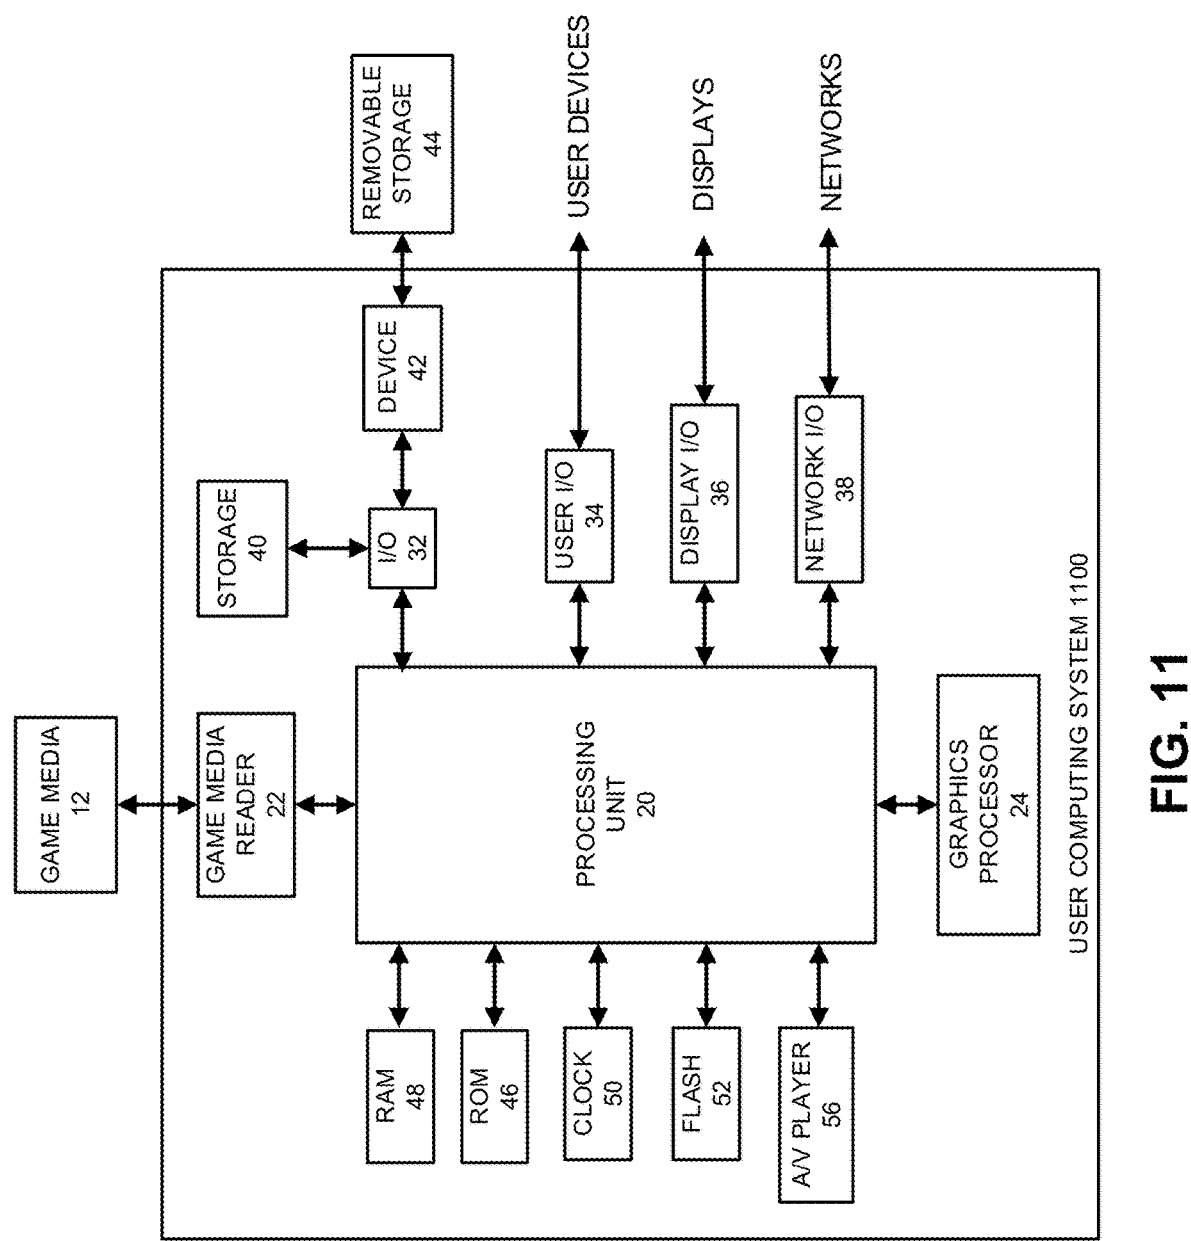 GAME MEDIA
12
GAME MEDIA
READER
22
STORAGE
40
I/O
32
DEVICE
42
REMOVABLE
STORAGE
44
RAM
48
ROM
46
CLOCK
50
FLASH
52
A/V PLAYER
56
PROCESSING
UNIT
20
USER I/O
34
USER DEVICES
DISPLAY I/O
36
DISPLAYS
NETWORK I/O
38
NETWORKS
GRAPHICS
PROCESSOR
24
USER COMPUTING SYSTEM 1100
FIG. 11